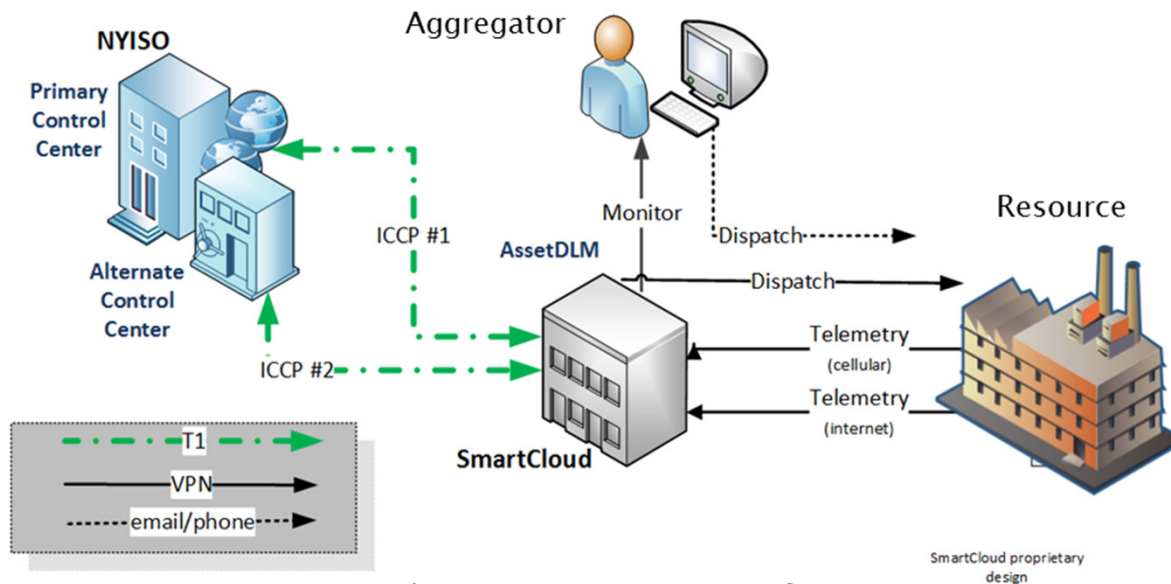 Aggregator
NYISO
Primary
Control
Center
ICCP #1
Alternate
Control
Center
ICCP #2
Monitor
Dispatch
Resource
AssetDLM
Dispatch
Telemetry
(cellular)
Telemetry
(internet)
SmartCloud
T1
VPN
email/phone
SmartCloud proprietary
design